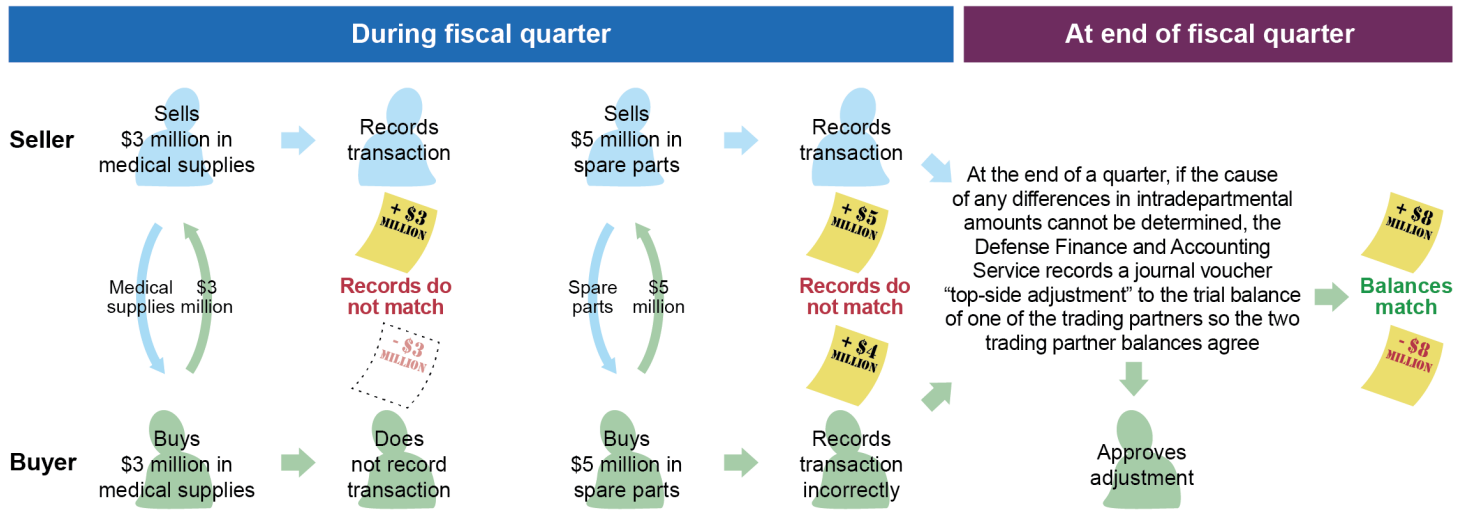 During fiscal quarter
At end of fiscal quarter
Seller
Sells
$3 million in
medical supplies
Records
transaction
Sells
$5 million in
spare parts
Records
transaction
+ $3
MILLION
+ $5
MILLION
Medical
supplies
$3
million
Records do
not match
Spare
parts
$5
million
Records do
not match
- $3
MILLION
+ $4
MILLION
At the end of a quarter, if the cause
of any differences in intradepartmental
amounts cannot be determined, the
Defense Finance and Accounting
Service records a journal voucher
“top-side adjustment” to the trial balance
of one of the trading partners so the two
trading partner balances agree
+ $8
MILLION
Balances
match
- $8
MILLION
Buyer
Buys
$3 million in
medical supplies
Does
not record
transaction
Buys
$5 million in
spare parts
Records
transaction
incorrectly
Approves
adjustment